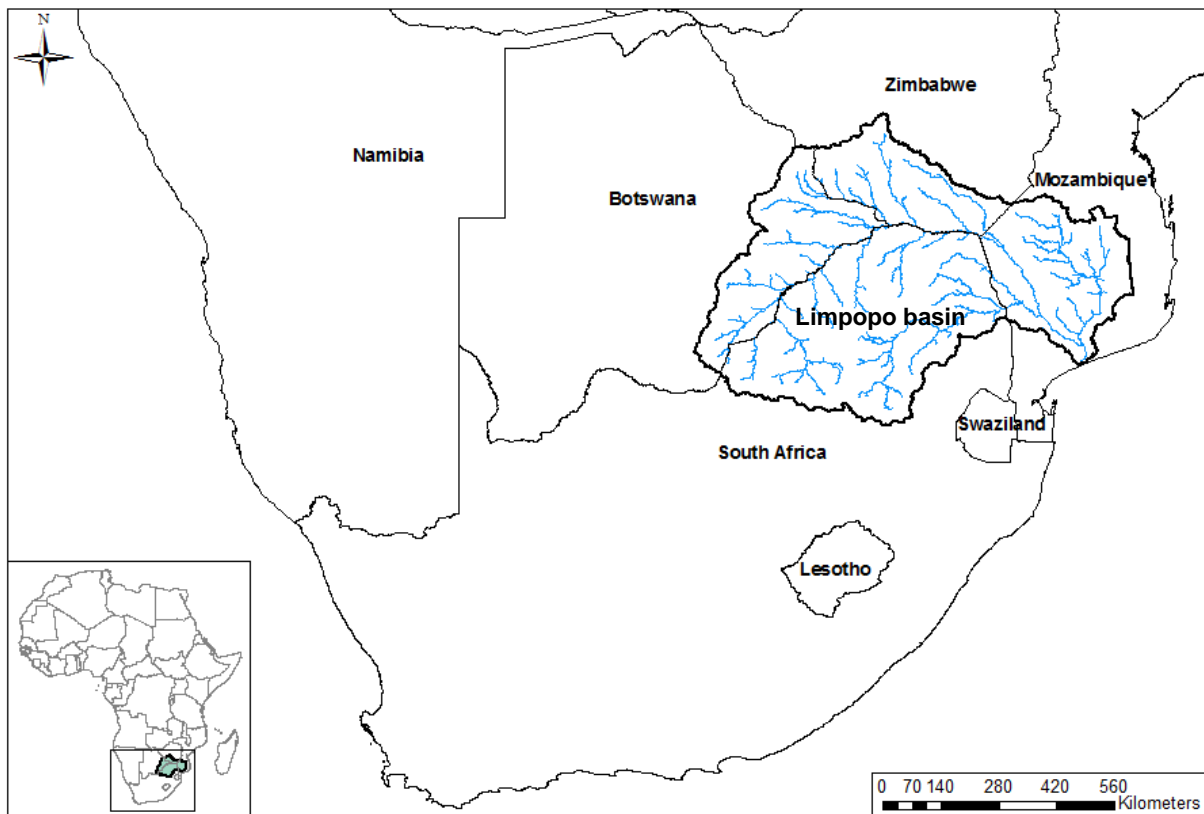 N
Zimbabwe
Namibia
Mozambique
Botswana
Limpopo basin
Swaziland
South Africa
Lesotho
0 70 140 280 420 560
Kilometers